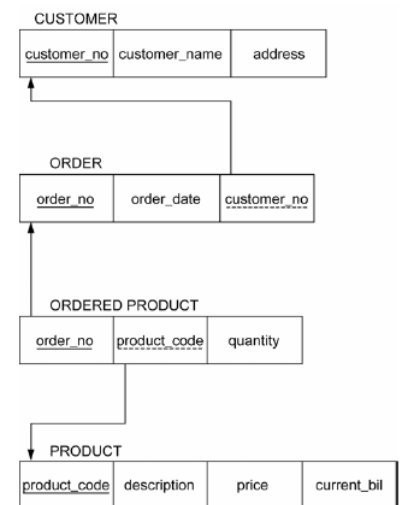 CUSTOMER
customer_no customer_name address
ORDER
order_no order_date customer_no
ORDERED PRODUCT
order_no product_code quantity
PRODUCT
product_code description price current_bil